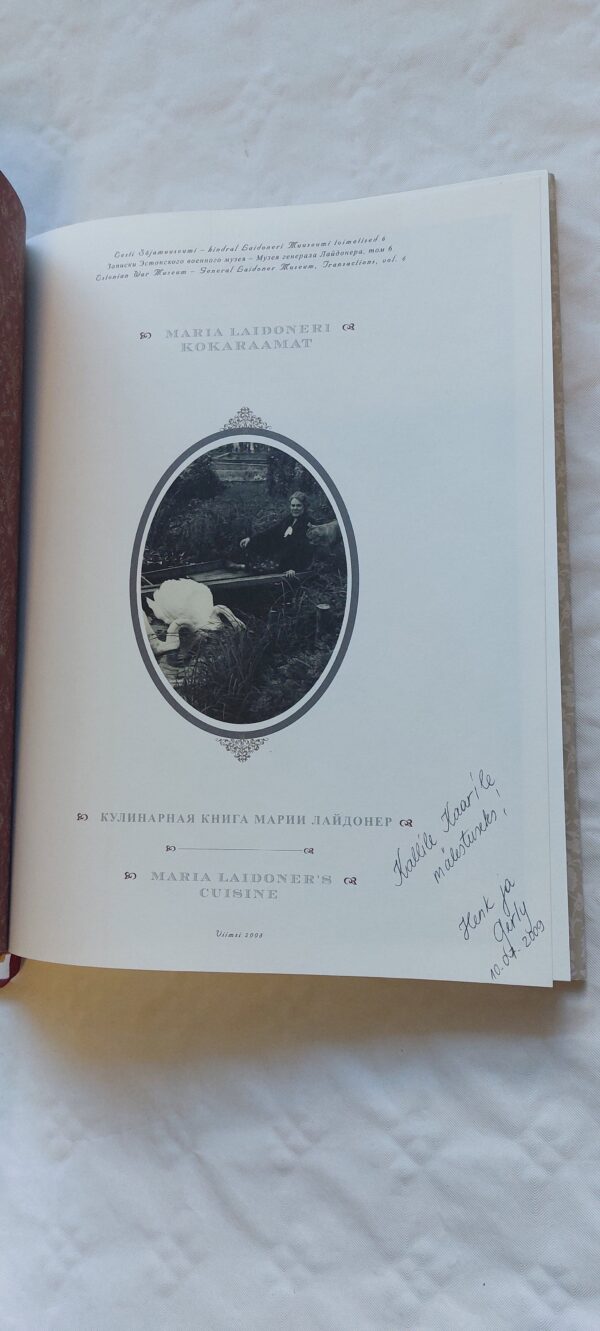 Eesti Sõjamuuseumi – kindral Laidoneri Muuseumi toimetised 6
Записки Эстонского военного музея – Музея генерала Лайдонера, том 6
Estonian War Museum – General Laidoner Museum, Transactions, vol. 6
MARIA LAIDONERI
KOKARAAMAT
КУЛИНАРНАЯ КНИГА МАРИИ ЛАЙДОНЕР
MARIA LAIDONER'S
CUISINE
Viimsi 2008
Kallile Kaarile
mälestuseks!
Henk ja
Gerly
10.07.2009